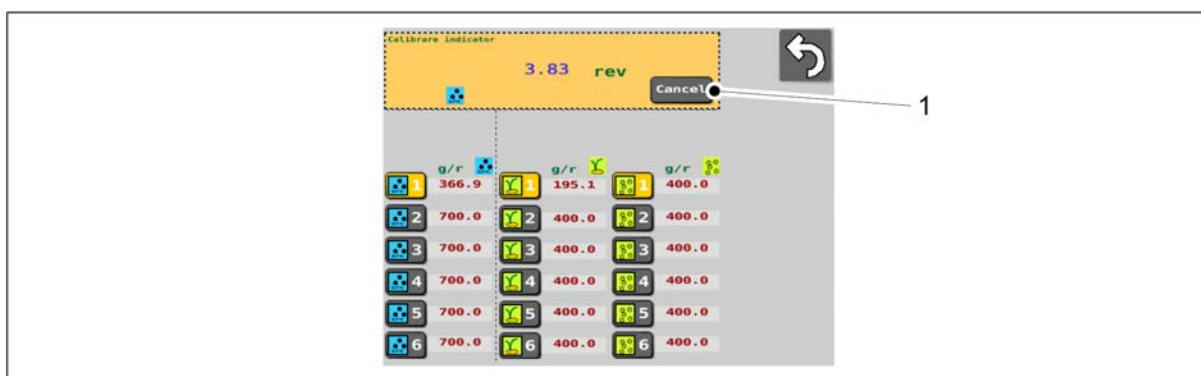 Calibrare indicator
3.83 rev
Cancel
1
g/r g/r g/r
1 366.9 1 195.1 1 400.0
2 700.0 2 400.0 2 400.0
3 700.0 3 400.0 3 400.0
4 700.0 4 400.0 4 400.0
5 700.0 5 400.0 5 400.0
6 700.0 6 400.0 6 400.0